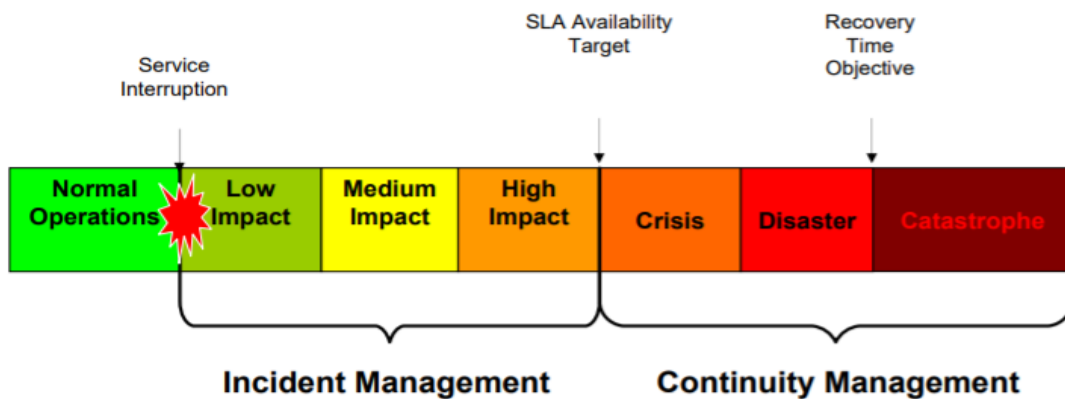 SLA Availability
Target
Recovery
Time
Objective
Service
Interruption
Normal
Operations
Low
Impact
Medium
Impact
High
Impact
Crisis
Disaster
Catastrophe
Incident Management
Continuity Management